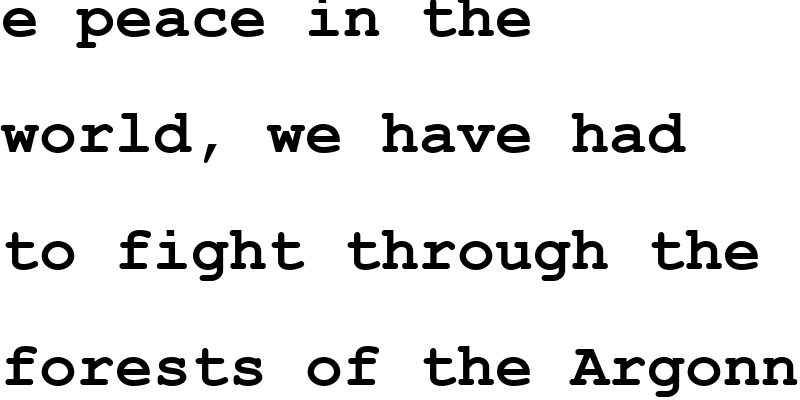 e peace in the
world, we have had
to fight through the
forests of the Argonn